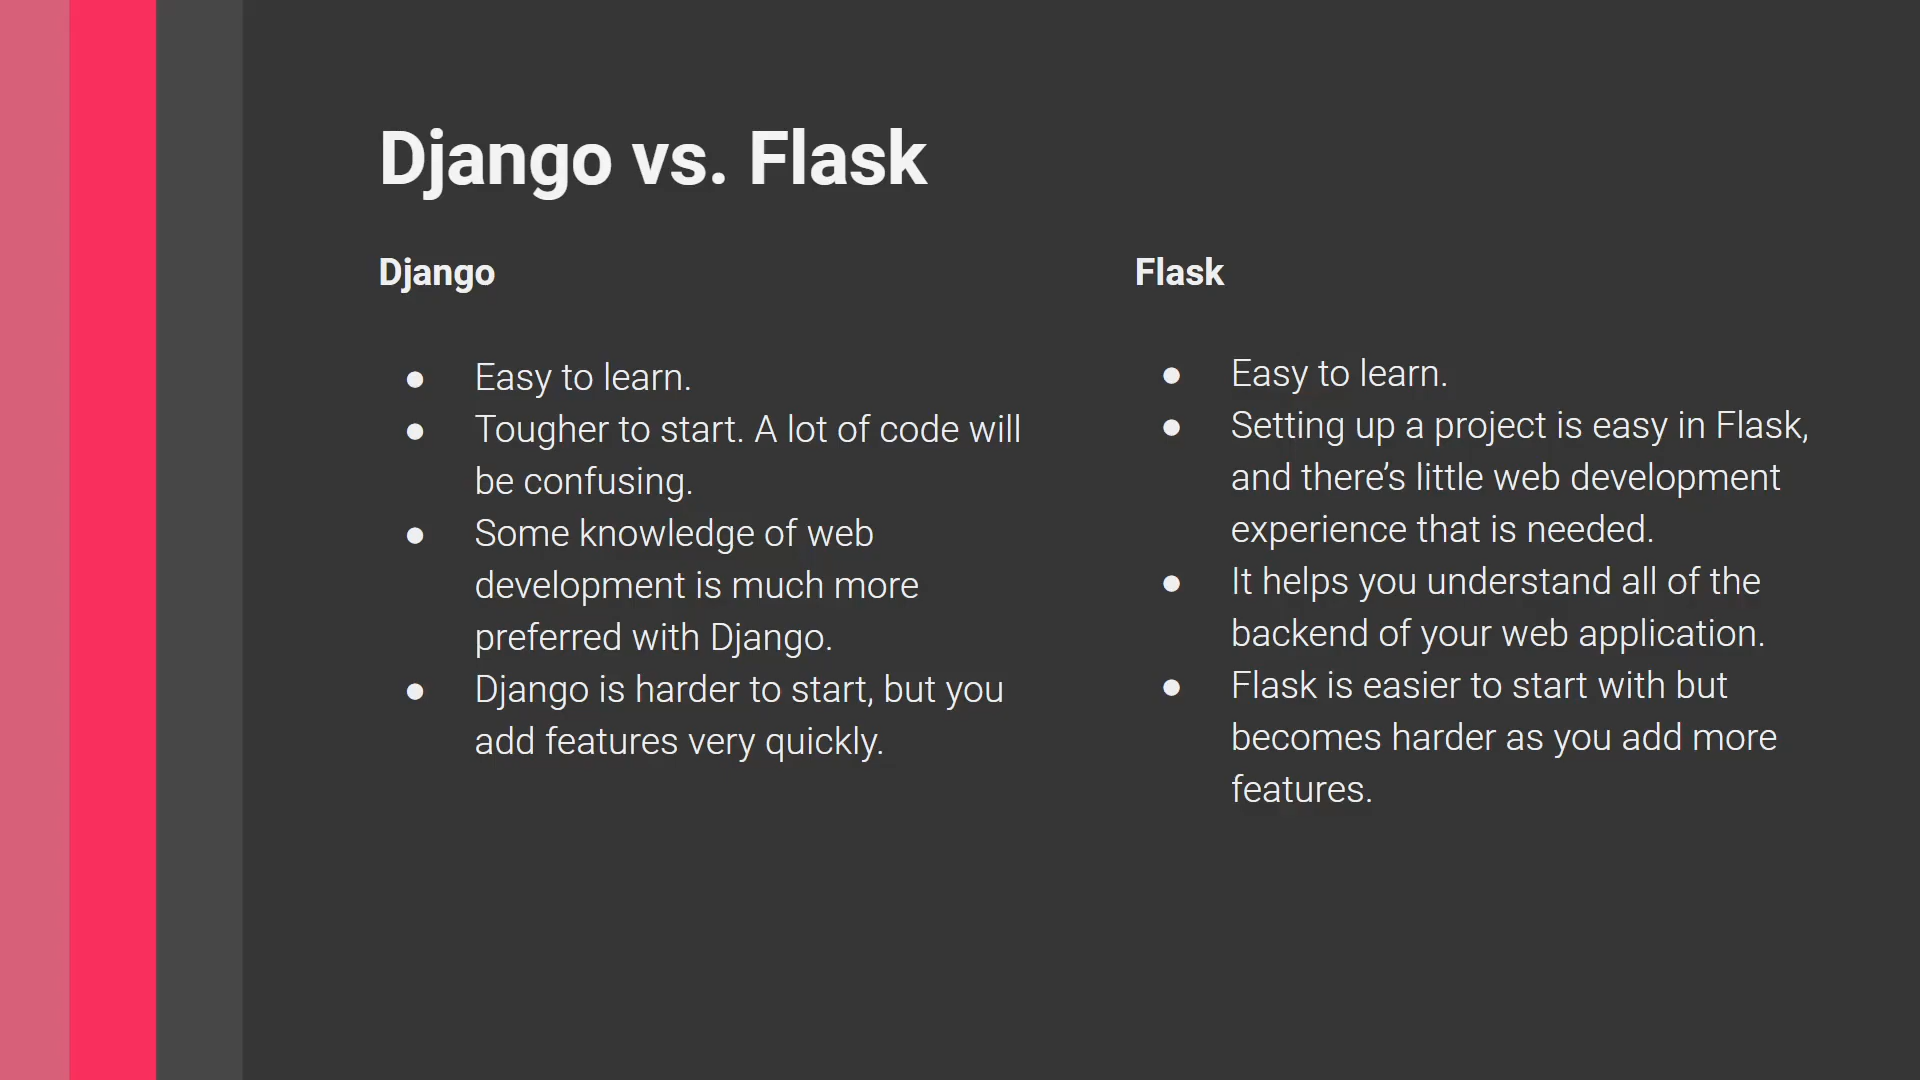 Django vs. Flask
Django
● Easy to learn.
● Tougher to start. A lot of code will
be confusing.
● Some knowledge of web
development is much more
preferred with Django.
● Django is harder to start, but you
add features very quickly.
Flask
● Easy to learn.
● Setting up a project is easy in Flask,
and there’s little web development
experience that is needed.
● It helps you understand all of the
backend of your web application.
● Flask is easier to start with but
becomes harder as you add more
features.